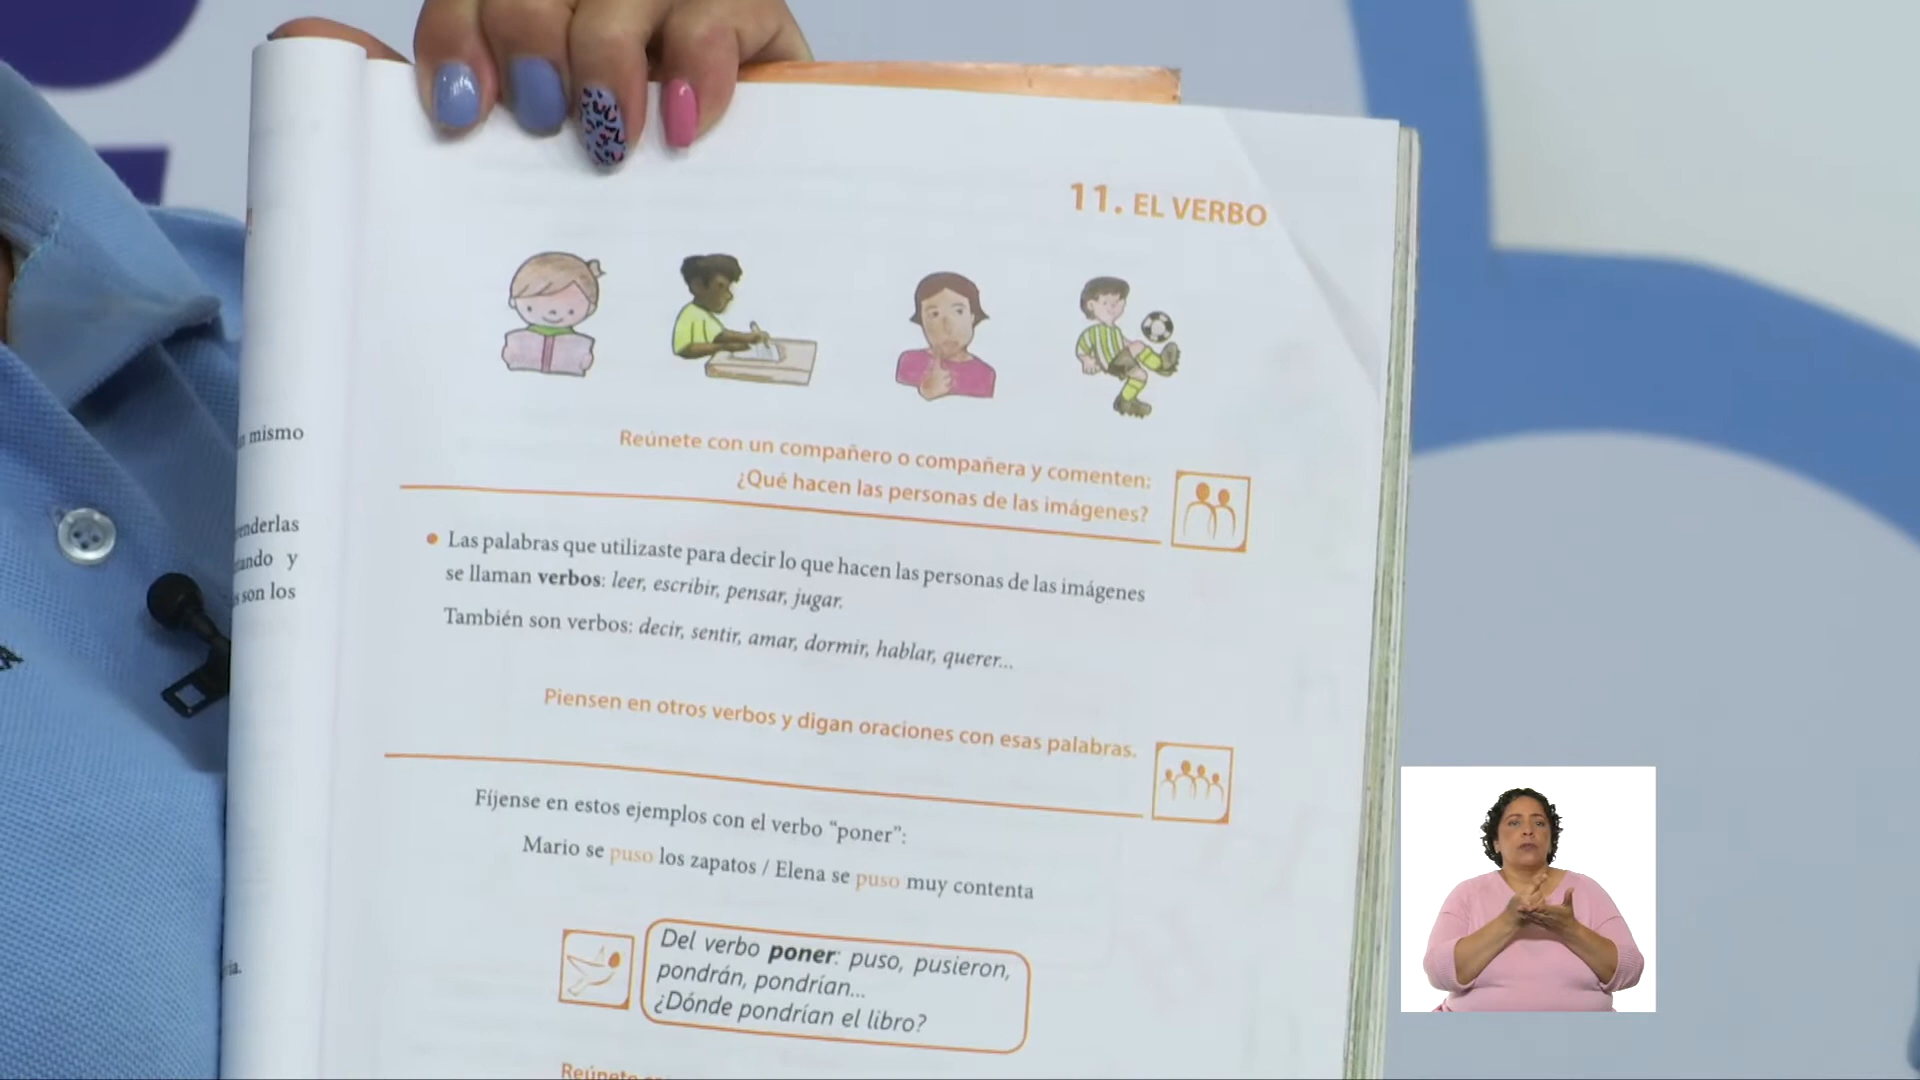 11. EL VERBO
Reúnete con un compañero o compañera y comenten:
¿Qué hacen las personas de las imágenes?
• Las palabras que utilizaste para decir lo que hacen las personas de las imágenes
se llaman verbos: leer, escribir, pensar, jugar.
También son verbos: decir, sentir, amar, dormir, hablar, querer...
Piensen en otros verbos y digan oraciones con esas palabras.
Fíjense en estos ejemplos con el verbo “poner”:
Mario se puso los zapatos / Elena se puso muy contenta
Del verbo poner: puso, pusieron,
pondrán, pondrían...
¿Dónde pondrían el libro?
Reúnete
mismo
y
son los